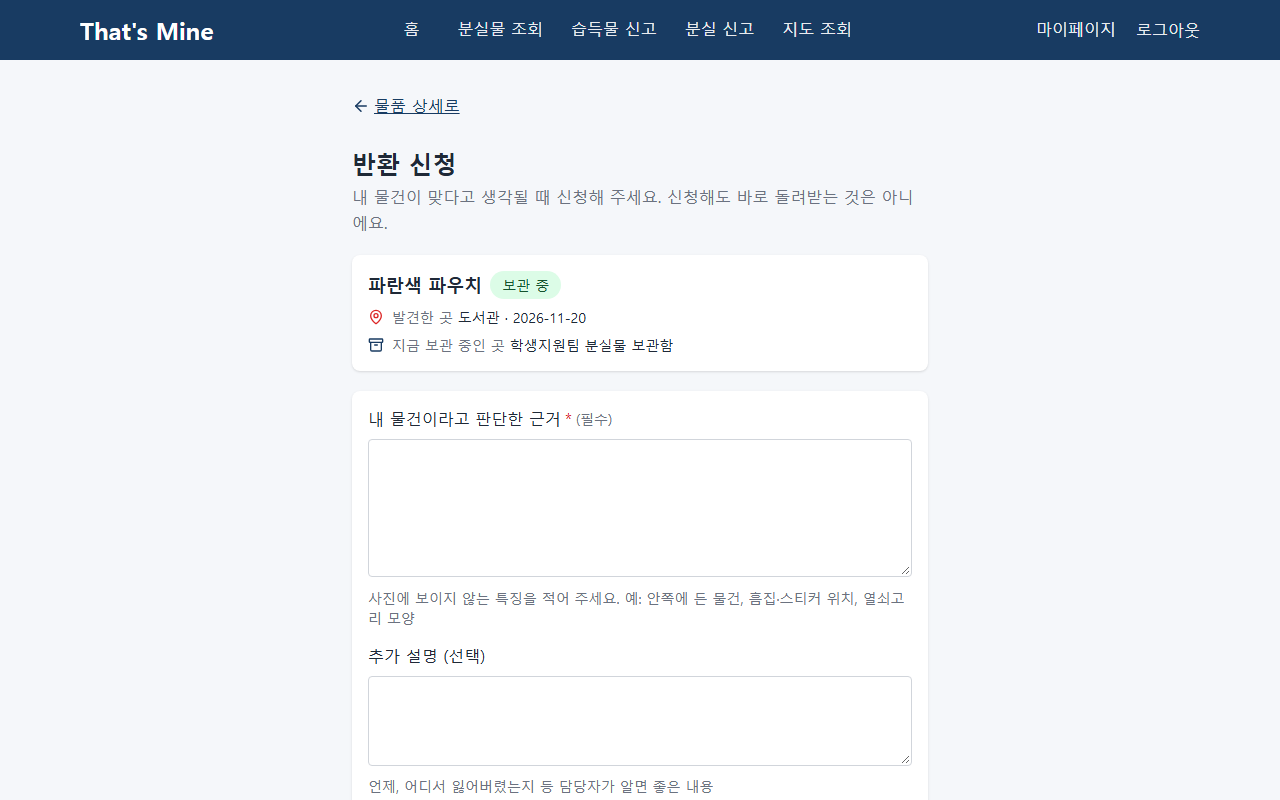 That's Mine
홈 분실물 조회 습득물 신고 분실 신고 지도 조회
마이페이지 로그아웃
← 물품 상세로
반환 신청
내 물건이 맞다고 생각될 때 신청해 주세요. 신청해도 바로 돌려받는 것은 아니
에요.
파란색 파우치 보관 중
발견한 곳 도서관 · 2026-11-20
지금 보관 중인 곳 학생지원팀 분실물 보관함
내 물건이라고 판단한 근거 * (필수)
사진에 보이지 않는 특징을 적어 주세요. 예: 안쪽에 든 물건, 흠집·스티커 위치, 열쇠고
리 모양
추가 설명 (선택)
언제, 어디서 잃어버렸는지 등 담당자가 알면 좋은 내용